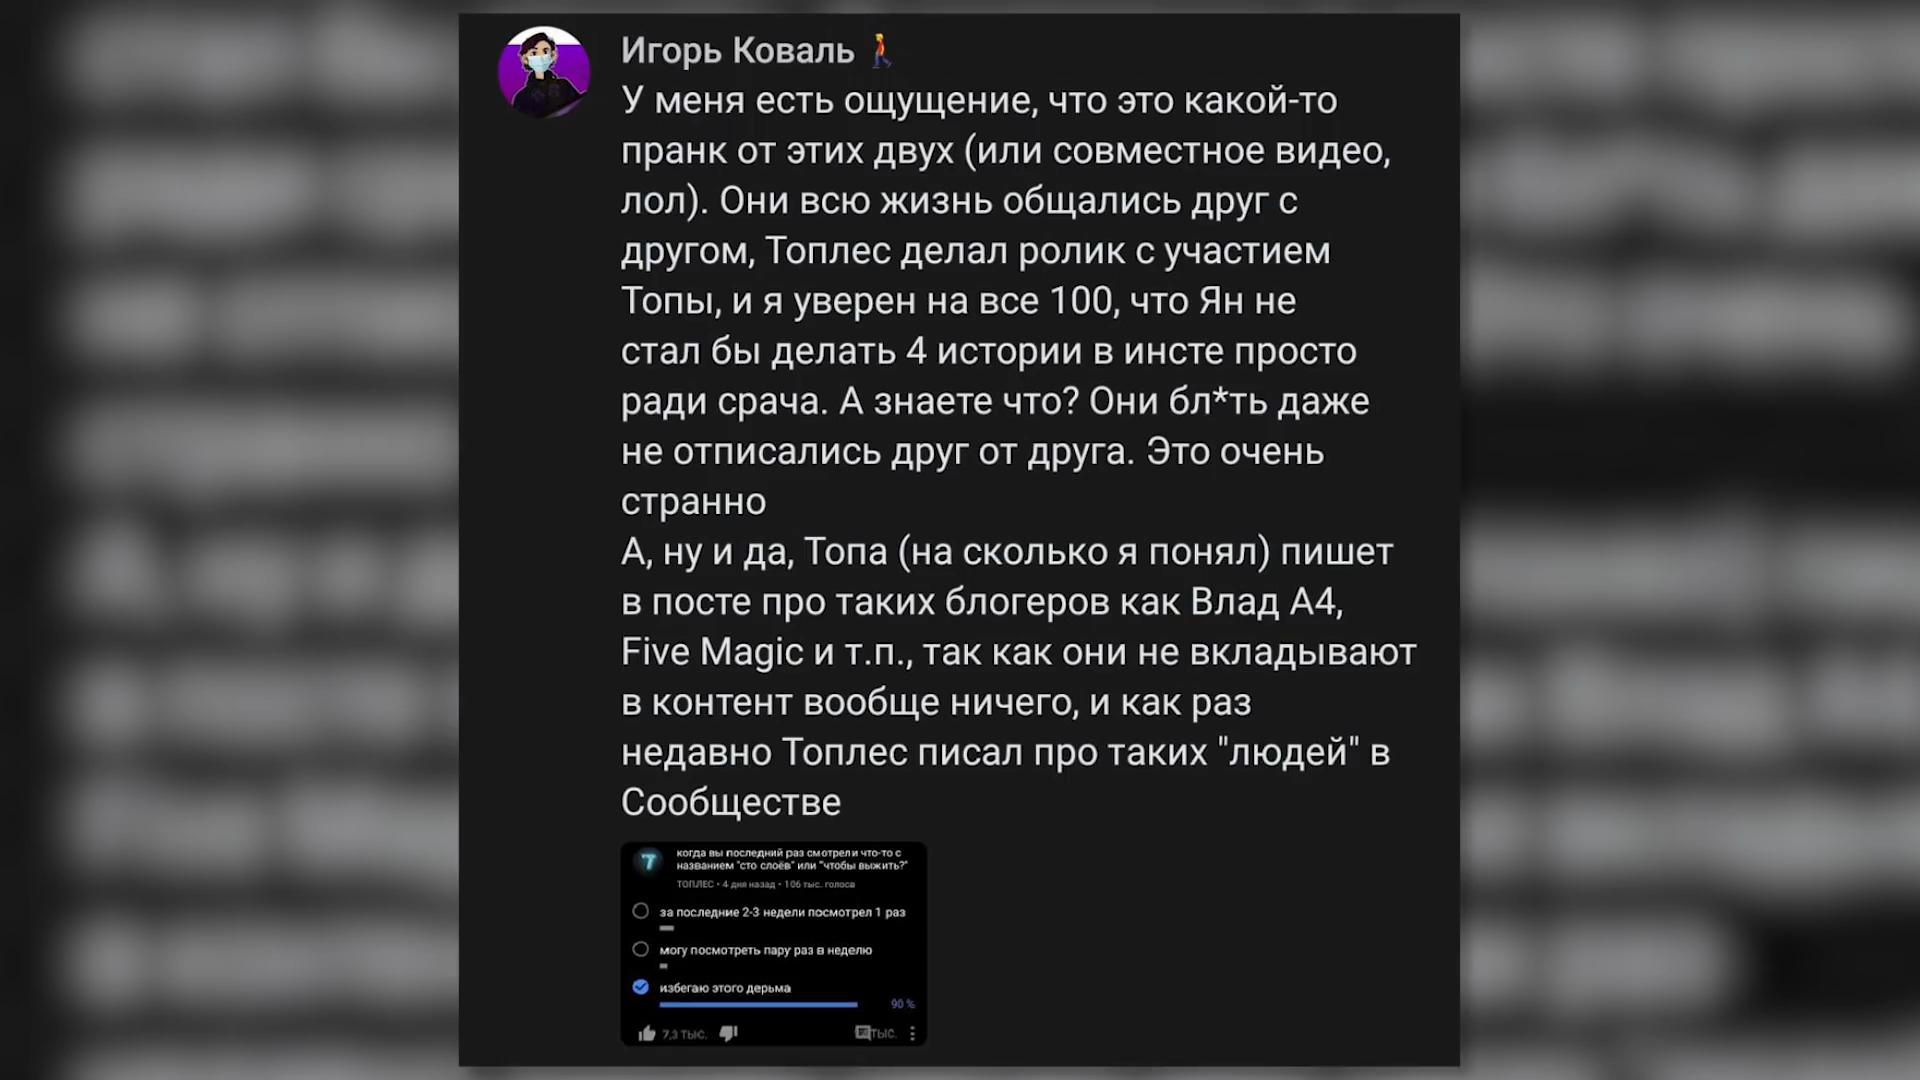 Игорь Коваль
У меня есть ощущение, что это какой-то
пранк от этих двух (или совместное видео,
лол). Они всю жизнь общались друг с
другом, Топлес делал ролик с участием
Топы, и я уверен на все 100, что Ян не
стал бы делать 4 истории в инсте просто
ради срача. А знаете что? Они бл*ть даже
не отписались друг от друга. Это очень
странно
А, ну и да, Топа (на сколько я понял) пишет
в посте про таких блогеров как Влад А4,
Five Magic и т.п., так как они не вкладывают
в контент вообще ничего, и как раз
недавно Топлес писал про таких "людей" в
Сообществе
когда вы последний раз смотрели что-то с
названием "сто слоёв" или "чтобы выжить?"
ТОПЛЕС • 4 дня назад • 106 тыс. голоса
за последние 2-3 недели посмотрел 1 раз
могу посмотреть пару раз в неделю
избегаю этого дерьма
90 %
7,3 ТЫС.
ТЫС.